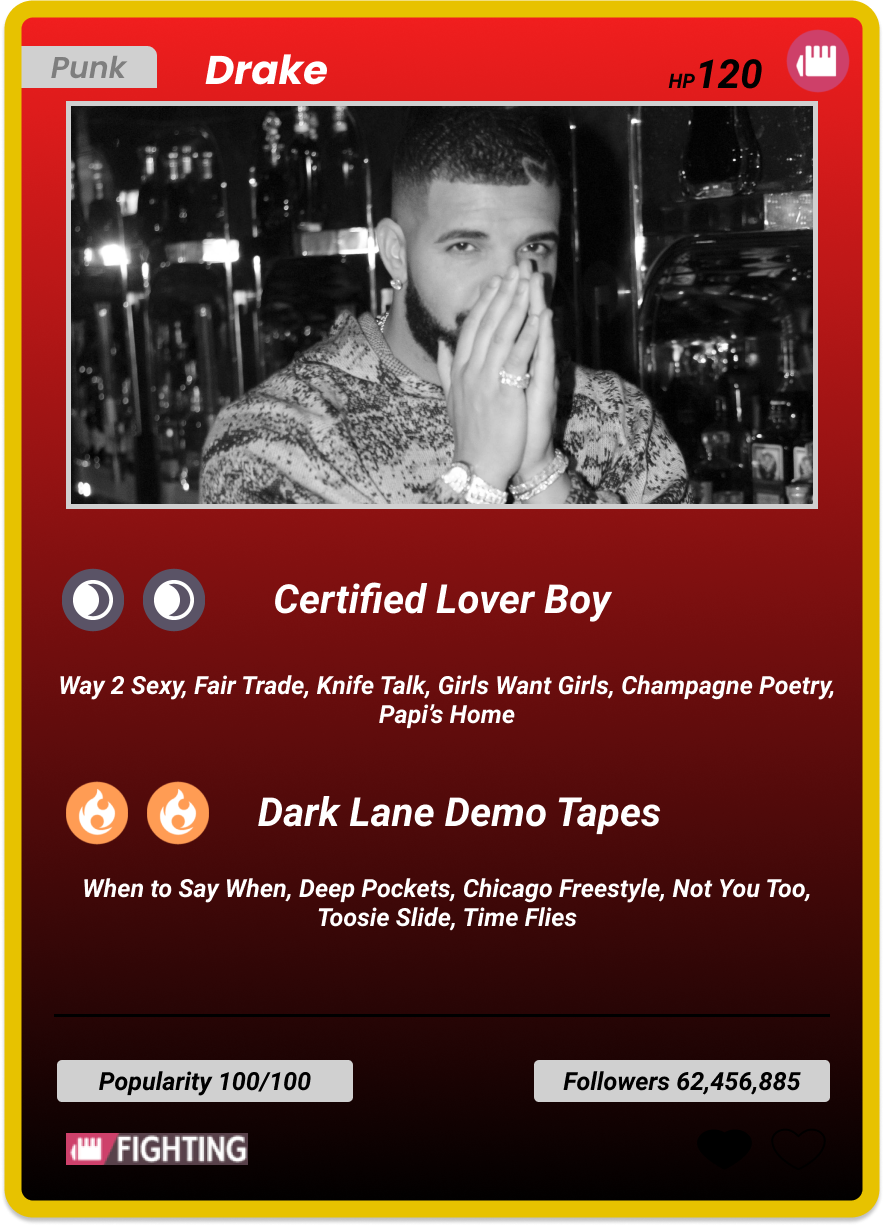 Punk
Drake
HP120
Certified Lover Boy
Way 2 Sexy, Fair Trade, Knife Talk, Girls Want Girls, Champagne Poetry,
Papi’s Home
Dark Lane Demo Tapes
When to Say When, Deep Pockets, Chicago Freestyle, Not You Too,
Toosie Slide, Time Flies
Popularity 100/100
Followers 62,456,885
FIGHTING